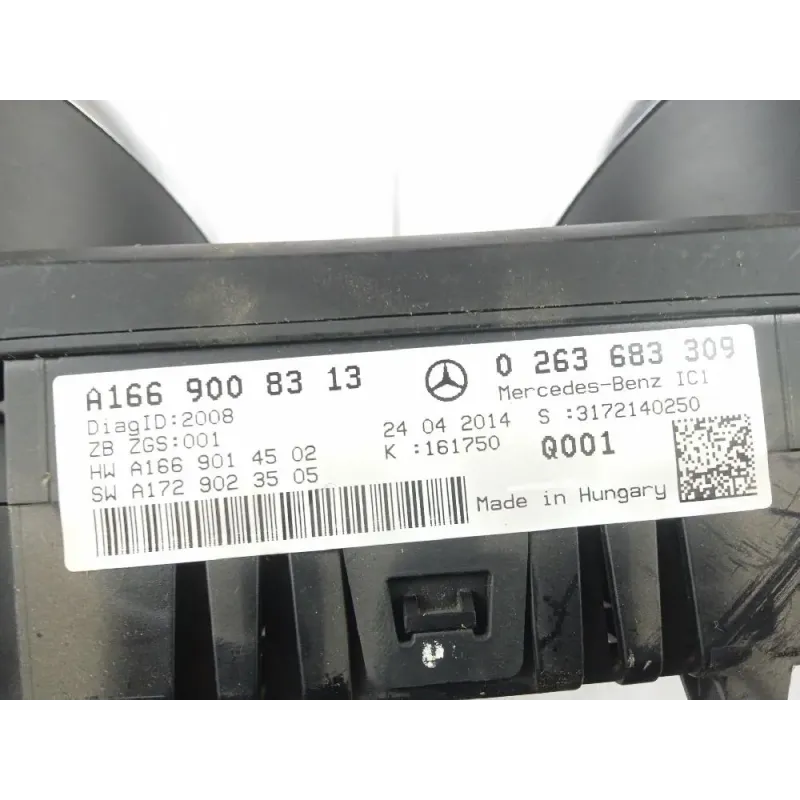 A166 900 83 13
0 263 683 309
DiagID:2008
Mercedes-Benz IC1
ZB ZGS:001
24 04 2014
S :3172140250
HW A166 901 45 02
K :161750
Q001
SW A172 902 35 05
Made in Hungary